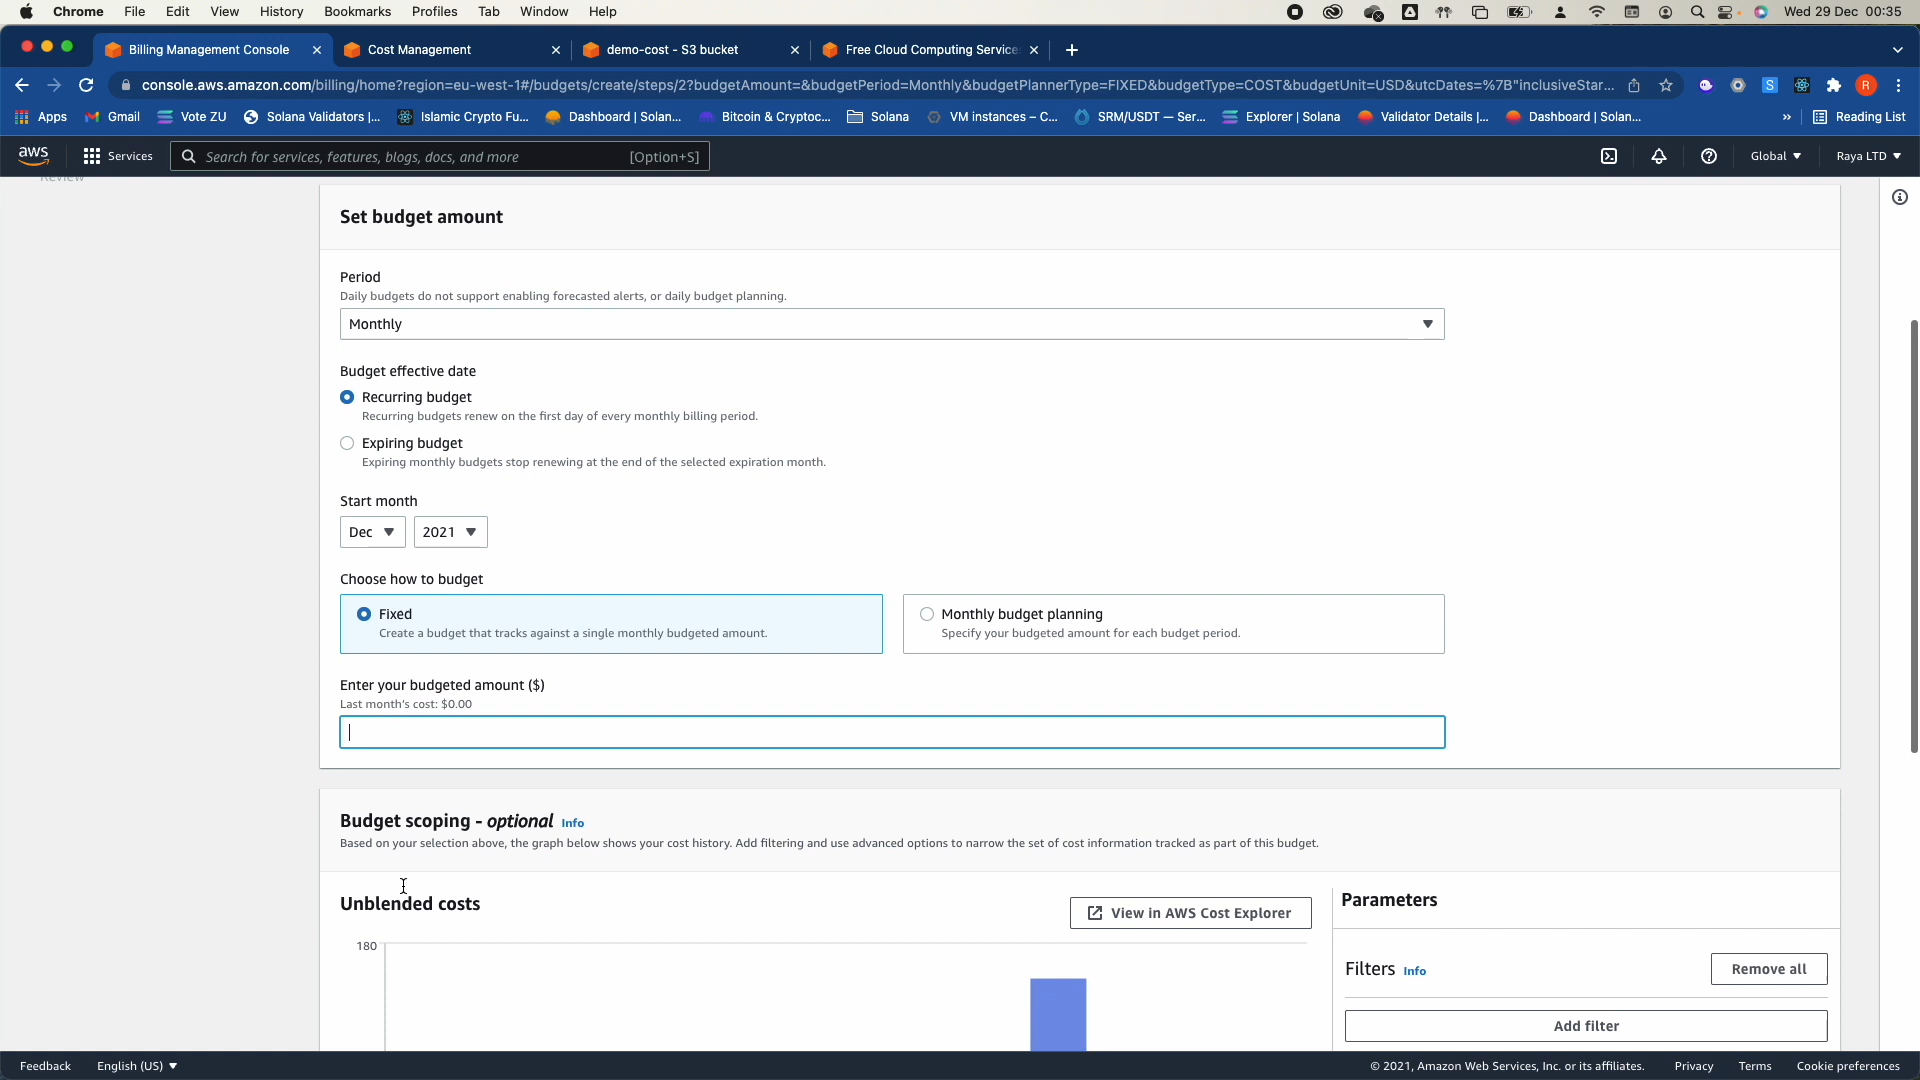 Chrome File Edit View History Bookmarks Profiles Tab Window Help Wed 29 Dec 00:35
Billing Management Console Cost Management demo-cost - S3 bucket Free Cloud Computing Service
console.aws.amazon.com/billing/home?region=eu-west-1#/budgets/create/steps/2?budgetAmount=&budgetPeriod=Monthly&budgetPlannerType=FIXED&budgetType=COST&budgetUnit=USD&utcDates=%7B"inclusiveStar...
Apps Gmail Vote ZU Solana Validators |... Islamic Crypto Fu... Dashboard | Solan... Bitcoin & Cryptoc... Solana VM instances – C... SRM/USDT — Ser... Explorer | Solana Validator Details |... Dashboard | Solan... » Reading List
aws Services Search for services, features, blogs, docs, and more [Option+S] Global Raya LTD
Review
Set budget amount
Period
Daily budgets do not support enabling forecasted alerts, or daily budget planning.
Monthly
Budget effective date
Recurring budget
Recurring budgets renew on the first day of every monthly billing period.
Expiring budget
Expiring monthly budgets stop renewing at the end of the selected expiration month.
Start month
Dec 2021
Choose how to budget
Fixed
Create a budget that tracks against a single monthly budgeted amount.
Monthly budget planning
Specify your budgeted amount for each budget period.
Enter your budgeted amount ($)
Last month's cost: $0.00
Budget scoping - optional Info
Based on your selection above, the graph below shows your cost history. Add filtering and use advanced options to narrow the set of cost information tracked as part of this budget.
Unblended costs
View in AWS Cost Explorer
180
Parameters
Filters Info
Remove all
Add filter
Feedback English (US) © 2021, Amazon Web Services, Inc. or its affiliates. Privacy Terms Cookie preferences